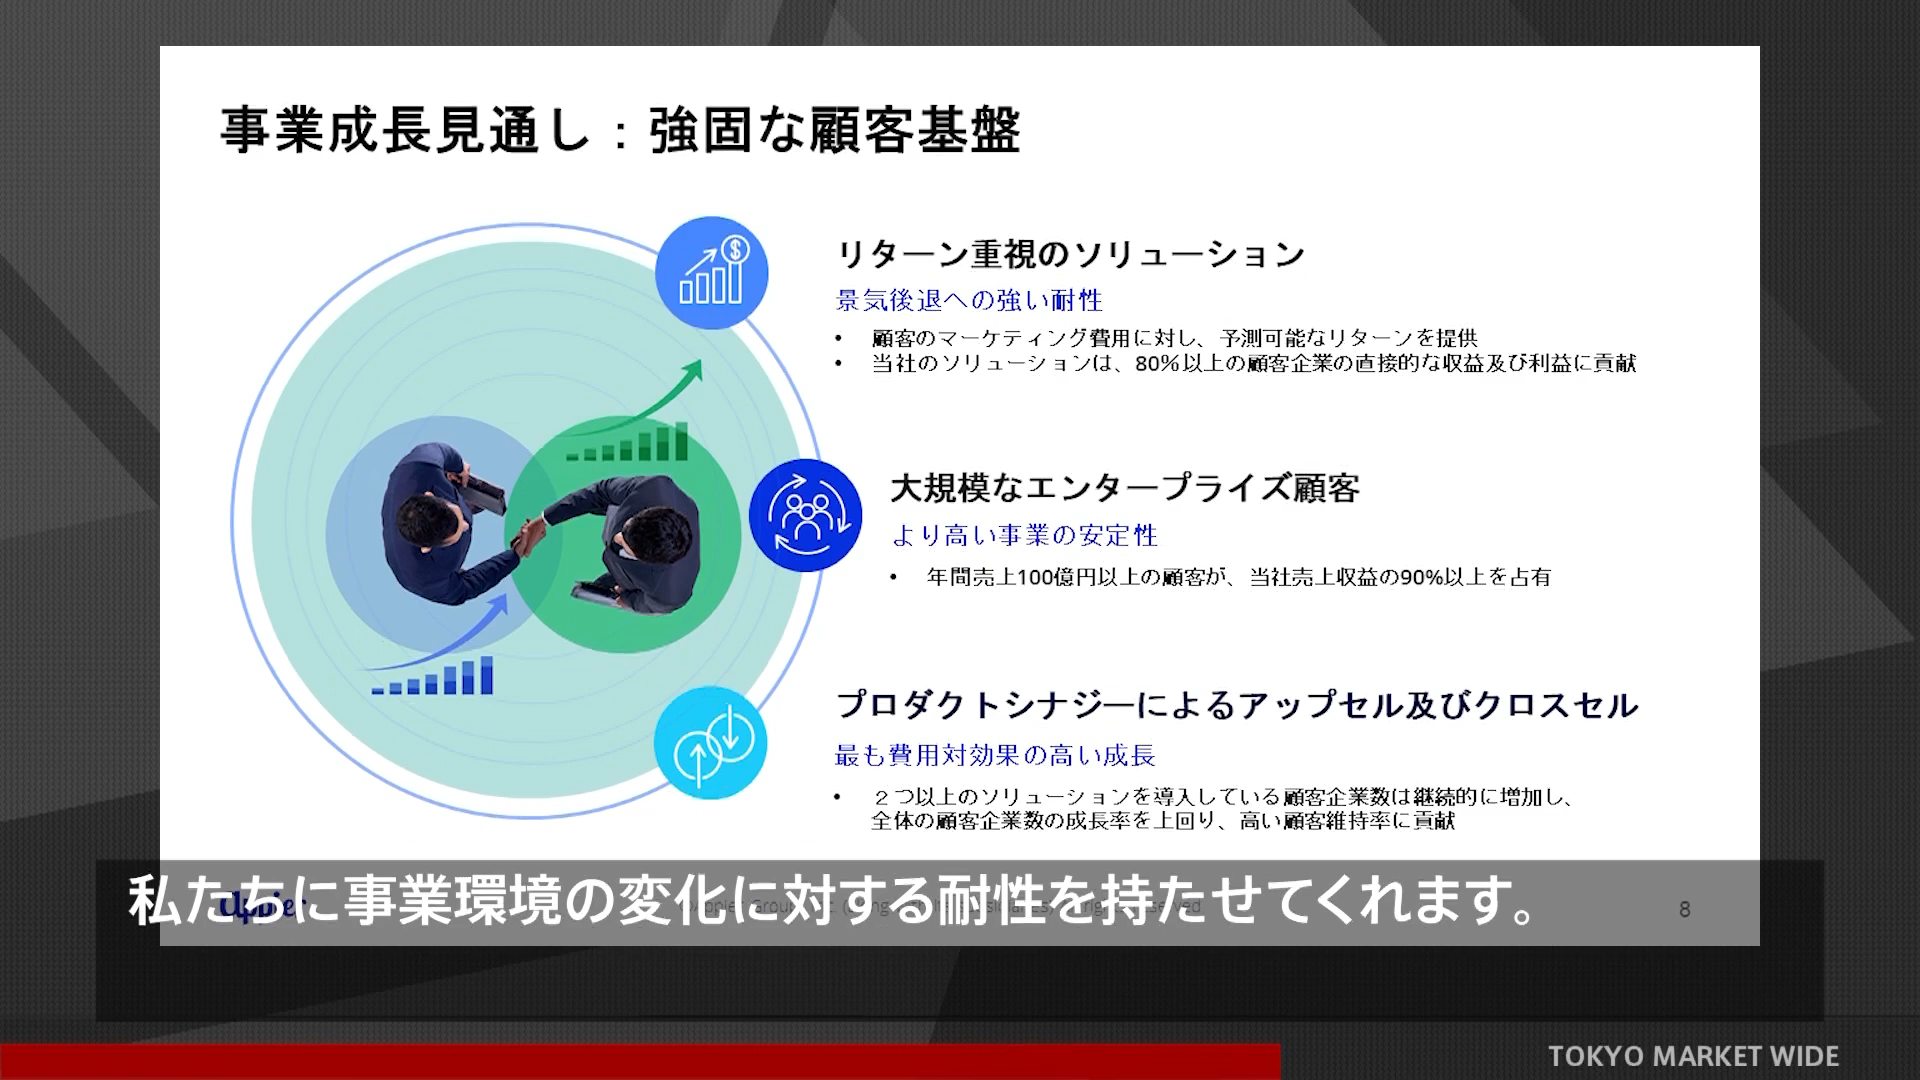 事業成長見通し：強固な顧客基盤
リターン重視のソリューション
景気後退への強い耐性
• 顧客のマーケティング費用に対し、予測可能なリターンを提供
• 当社のソリューションは、80％以上の顧客企業の直接的な収益及び利益に貢献
大規模なエンタープライズ顧客
より高い事業の安定性
• 年間売上100億円以上の顧客が、当社売上収益の90%以上を占有
プロダクトシナジーによるアップセル及びクロスセル
最も費用対効果の高い成長
• ２つ以上のソリューションを導入している顧客企業数は継続的に増加し、
全体の顧客企業数の成長率を上回り、高い顧客維持率に貢献
私たちに事業環境の変化に対する耐性を持たせてくれます。
8
TOKYO MARKET WIDE